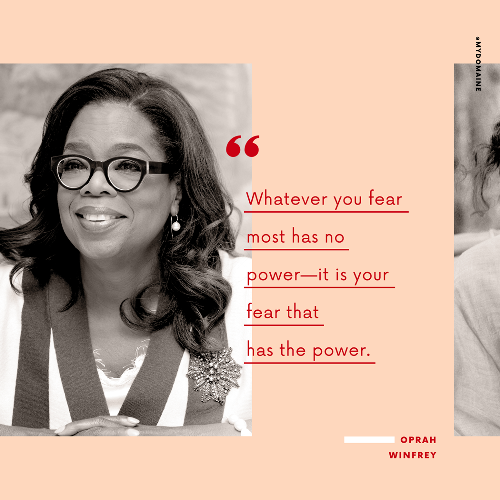 @MYDOMAINE
“
Whatever you fear
most has no
power—it is your
fear that
has the power.
OPRAH
WINFREY